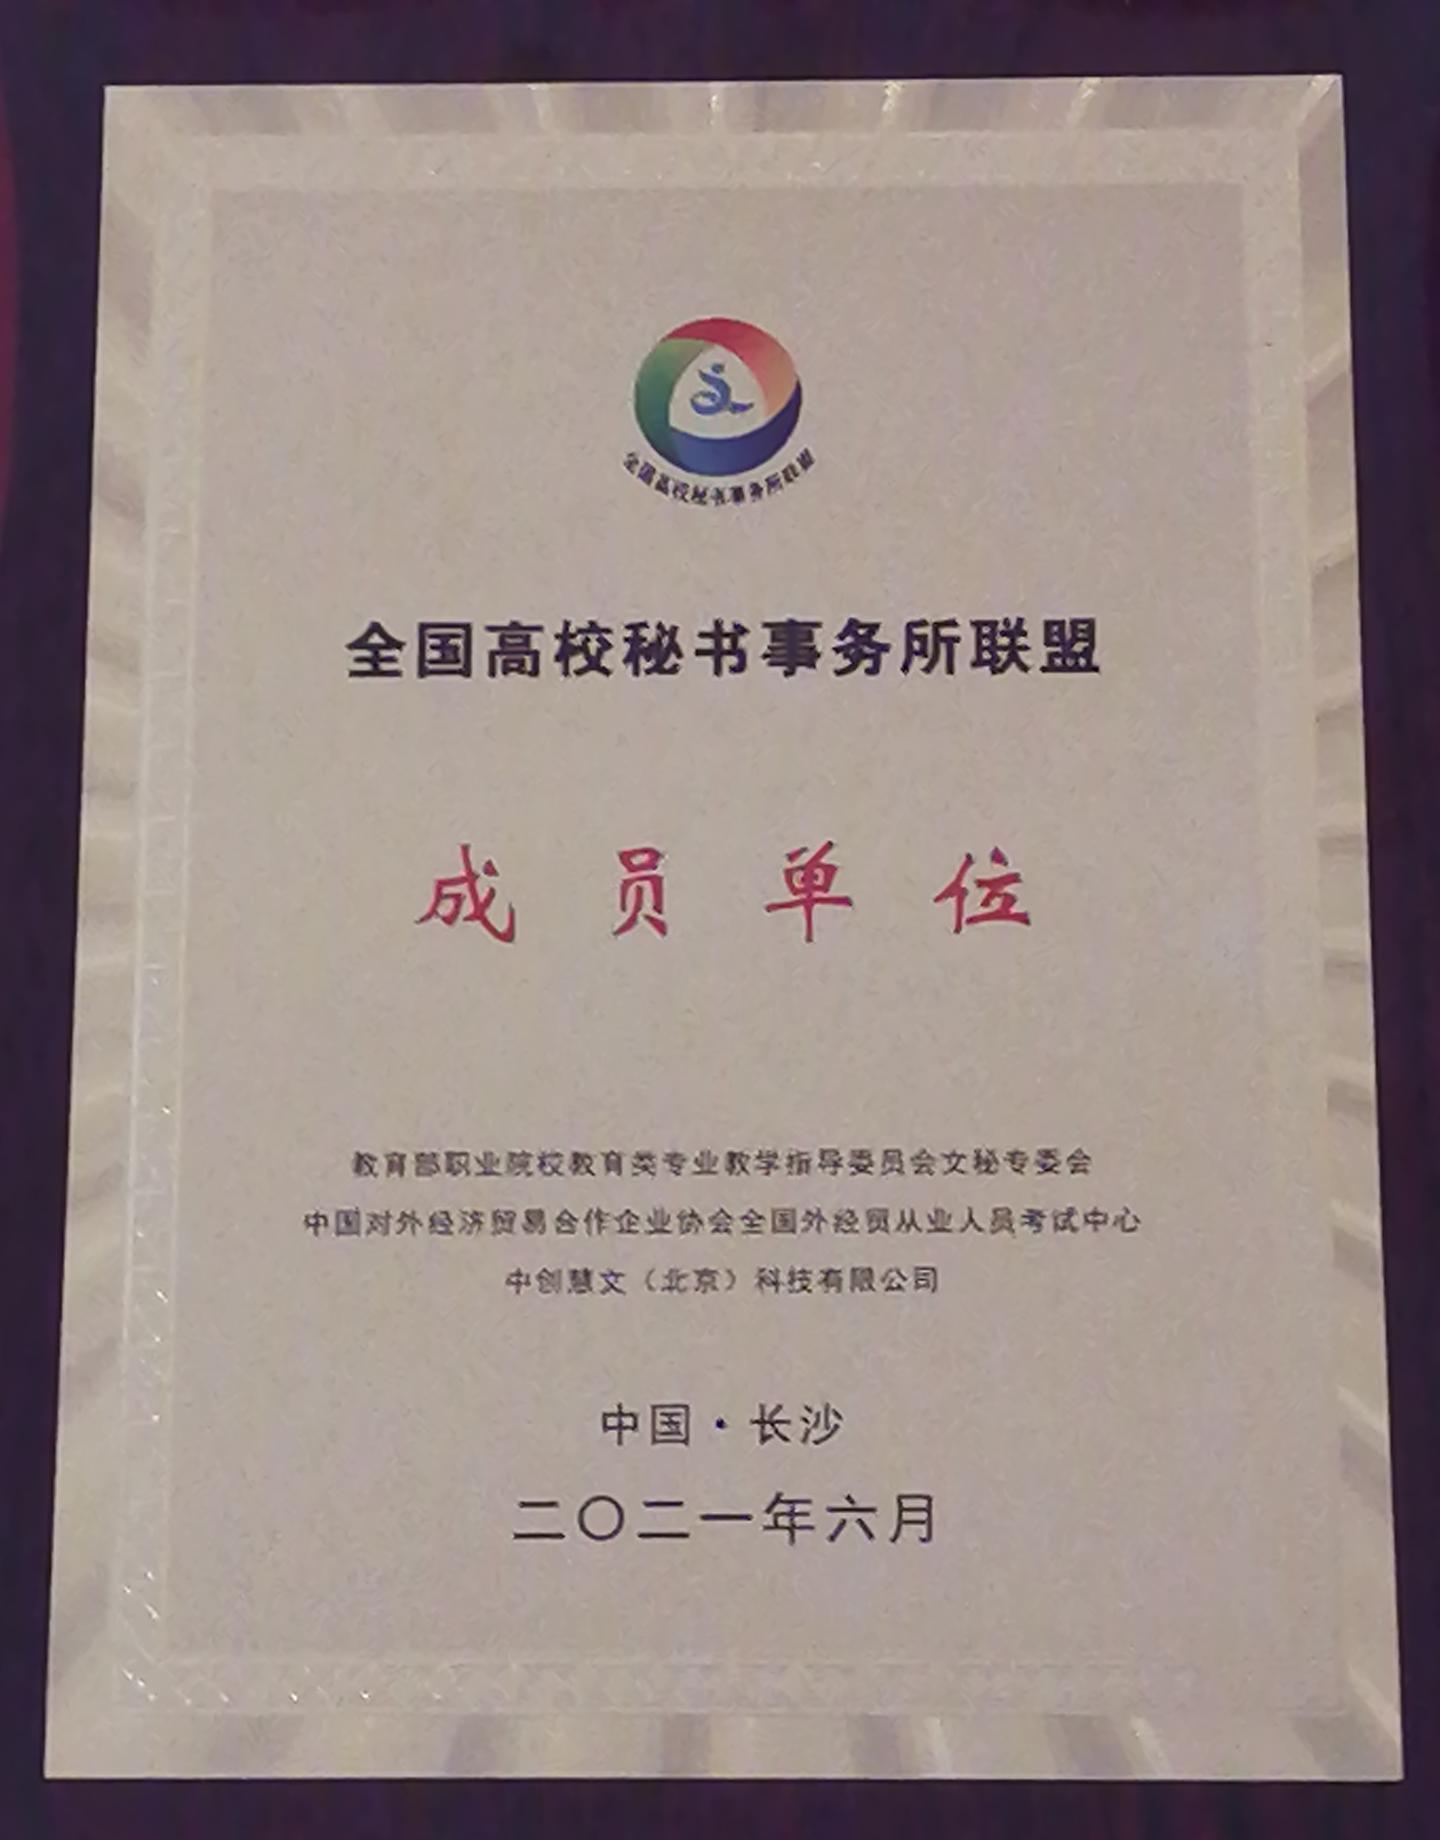 全国高校秘书事务所联盟
全国高校秘书事务所联盟
成员单位
教育部职业院校教育类专业教学指导委员会文秘专委会
中国对外经济贸易合作企业协会全国外经贸从业人员考试中心
中创慧文（北京）科技有限公司
中国·长沙
二〇二一年六月